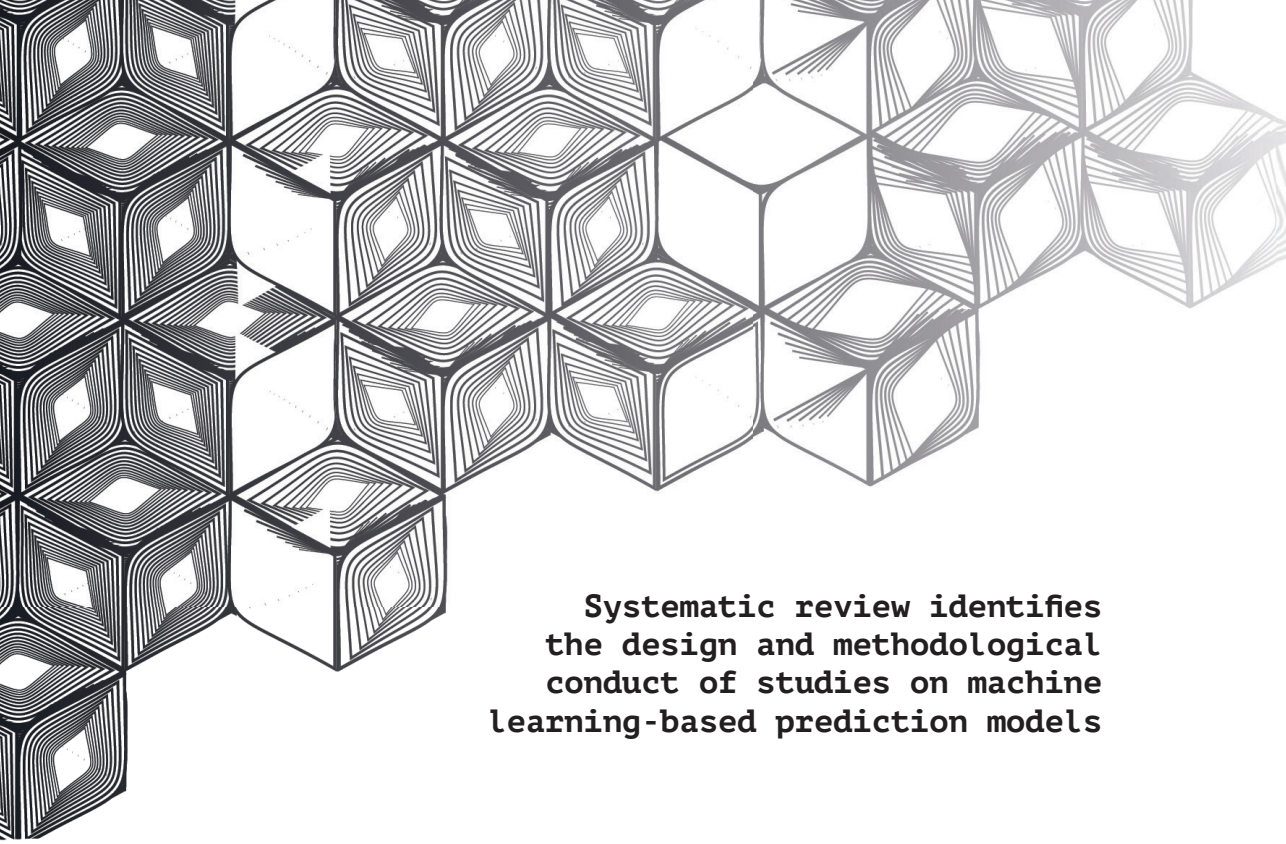 Systematic review identifies
the design and methodological
conduct of studies on machine
learning-based prediction models